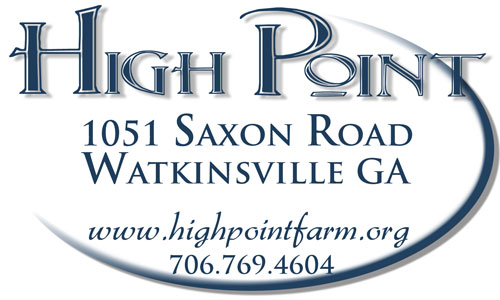 HIGH POINT
1051 SAXON ROAD
WATKINSVILLE GA
www.highpointfarm.org
706.769.4604